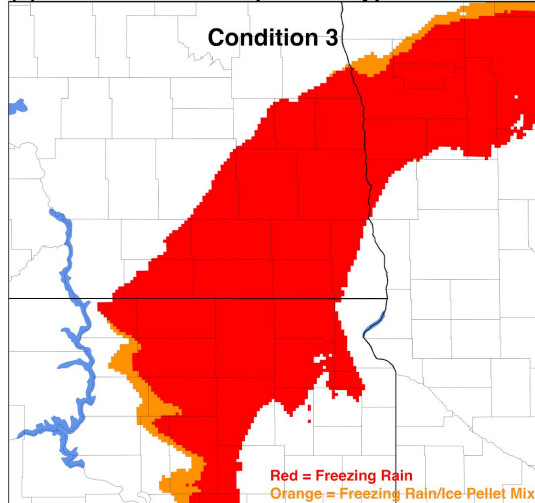 Condition 3
Red = Freezing Rain
Orange = Freezing Rain/Ice Pellet Mix